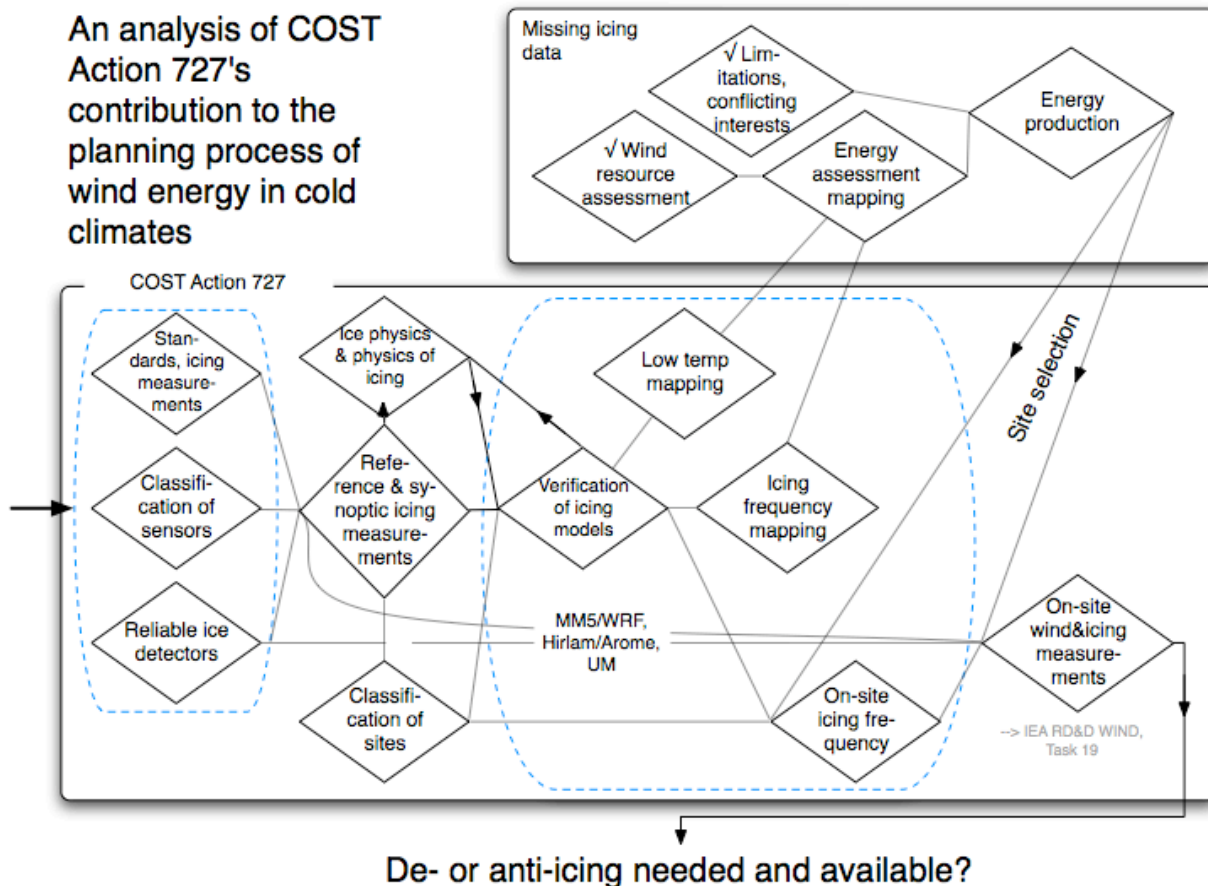 An analysis of COST
Action 727's
contribution to the
planning process of
wind energy in cold
climates
Missing icing
data
√ Lim-
itations,
conflicting
interests
Energy
production
√ Wind
resource
assessment
Energy
assessment
mapping
COST Action 727
Stan-
dards, icing
measure-
ments
Ice physics
& physics of
icing
Low temp
mapping
Site selection
Classifi-
cation of
sensors
Refe-
rence & sy-
noptic icing
measure-
ments
Verification
of icing
models
Icing
frequency
mapping
Reliable ice
detectors
MM5/WRF,
Hirlam/Arome,
UM
On-site
wind&icing
measure-
ments
Classifi-
cation of
sites
On-site
icing fre-
quency
--> IEA RD&D WIND,
Task 19
De- or anti-icing needed and available?